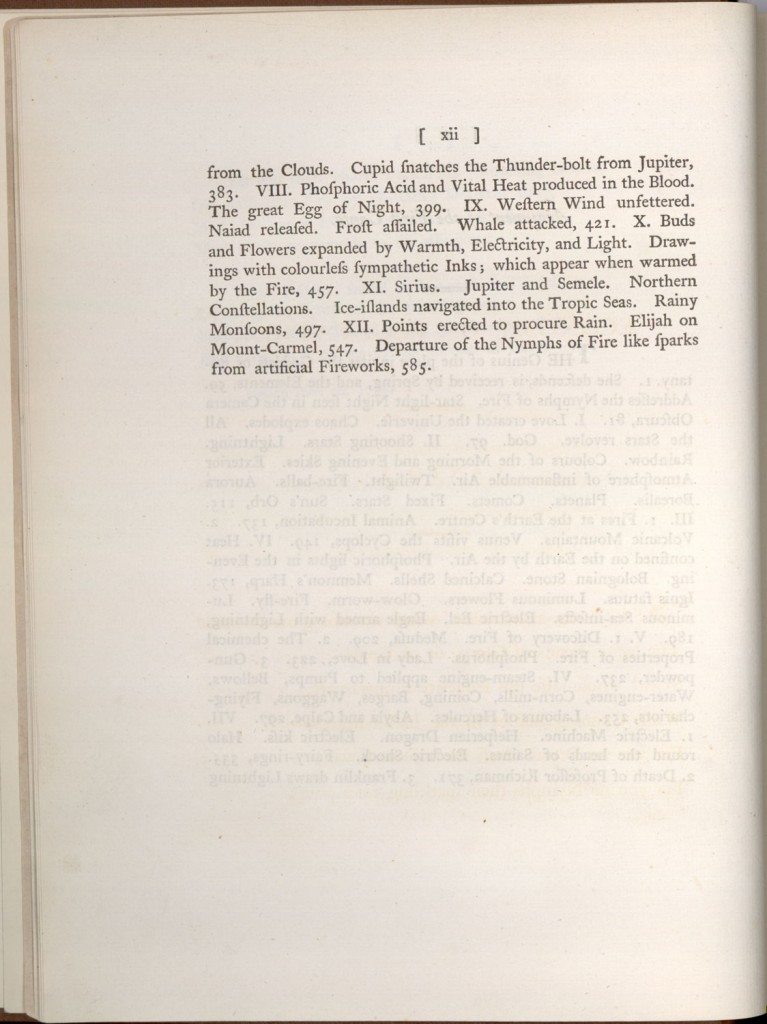 [ xii ]
from the Clouds. Cupid ſnatches the Thunder-bolt from Jupiter,
383. VIII. Phoſphoric Acid and Vital Heat produced in the Blood.
The great Egg of Night, 399. IX. Weſtern Wind unfettered.
Naiad releaſed. Froſt aſſailed. Whale attacked, 421. X. Buds
and Flowers expanded by Warmth, Electricity, and Light. Draw-
ings with colourleſs ſympathetic Inks; which appear when warmed
by the Fire, 457. XI. Sirius. Jupiter and Semele. Northern
Conſtellations. Ice-iſlands navigated into the Tropic Seas. Rainy
Monſoons, 497. XII. Points erected to procure Rain. Elijah on
Mount-Carmel, 547. Departure of the Nymphs of Fire like ſparks
from artificial Fireworks, 585.